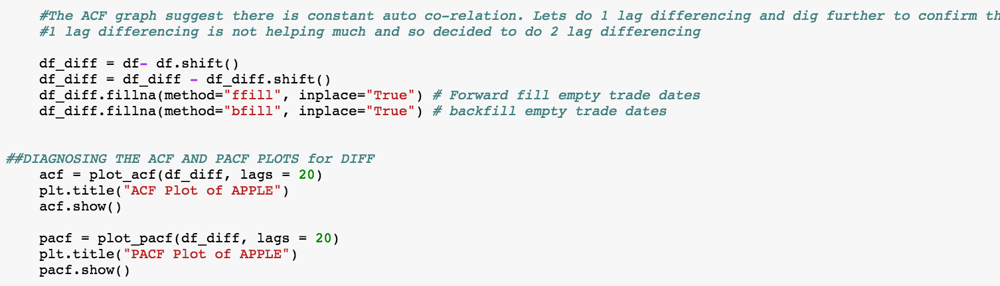 #The ACF graph suggest there is constant auto co-relation. Lets do 1 lag differencing and dig further to confirm
#1 lag differencing is not helping much and so decided to do 2 lag differencing
df_diff = df- df.shift()
df_diff = df_diff - df_diff.shift()
df_diff.fillna(method="ffill", inplace="True") # Forward fill empty trade dates
df_diff.fillna(method="bfill", inplace="True") # backfill empty trade dates
##DIAGNOSING THE ACF AND PACF PLOTS for DIFF
acf = plot_acf(df_diff, lags = 20)
plt.title("ACF Plot of APPLE")
acf.show()
pacf = plot_pacf(df_diff, lags = 20)
plt.title("PACF Plot of APPLE")
pacf.show()